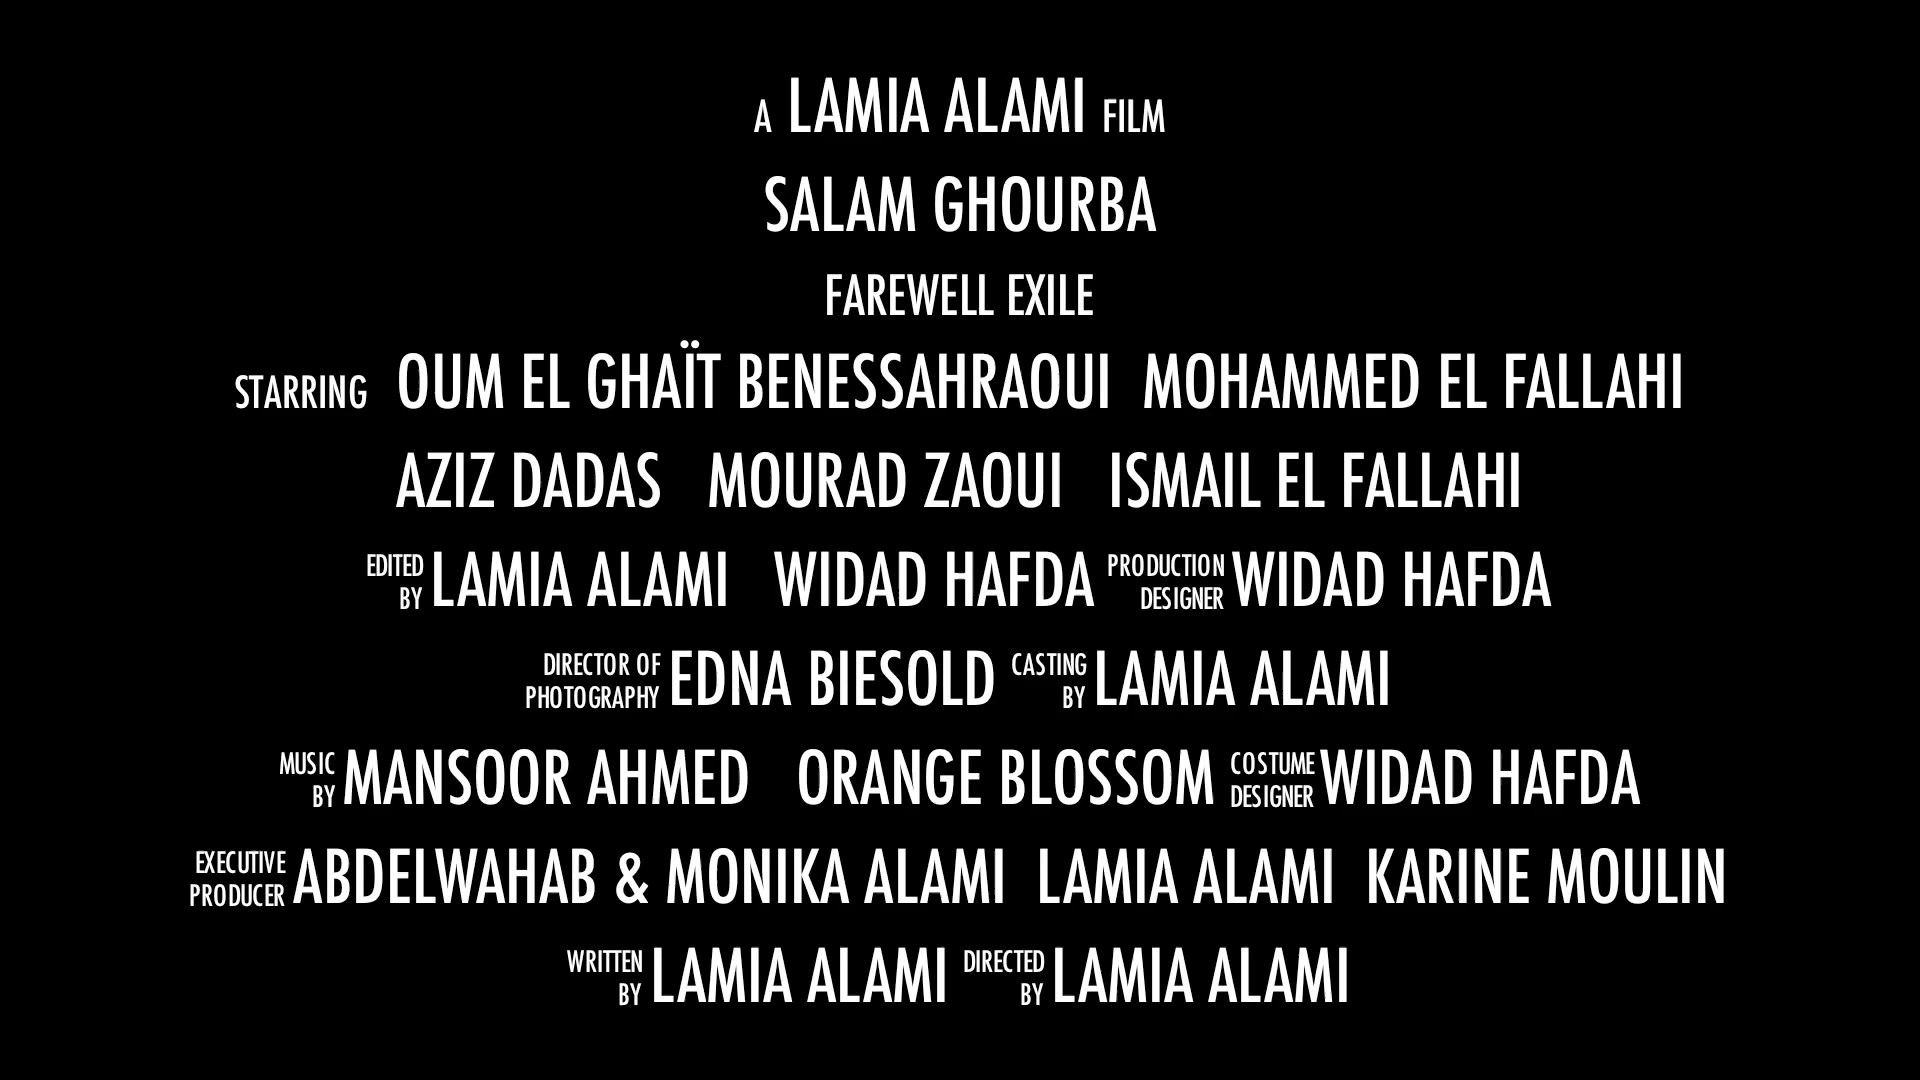 A LAMIA ALAMI FILM
SALAM GHOURBA
FAREWELL EXILE
STARRING OUM EL GHAÏT BENESSAHRAOUI MOHAMMED EL FALLAHI
AZIZ DADAS MOURAD ZAOUI ISMAIL EL FALLAHI
EDITED BY LAMIA ALAMI WIDAD HAFDA PRODUCTION DESIGNER WIDAD HAFDA
DIRECTOR OF PHOTOGRAPHY EDNA BIESOLD CASTING BY LAMIA ALAMI
MUSIC BY MANSOOR AHMED ORANGE BLOSSOM COSTUME DESIGNER WIDAD HAFDA
EXECUTIVE PRODUCER ABDELWAHAB & MONIKA ALAMI LAMIA ALAMI KARINE MOULIN
WRITTEN BY LAMIA ALAMI DIRECTED BY LAMIA ALAMI